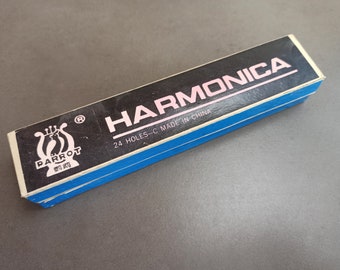 HARMONICA
24 HOLES-C MADE IN CHINA
®
PARROT